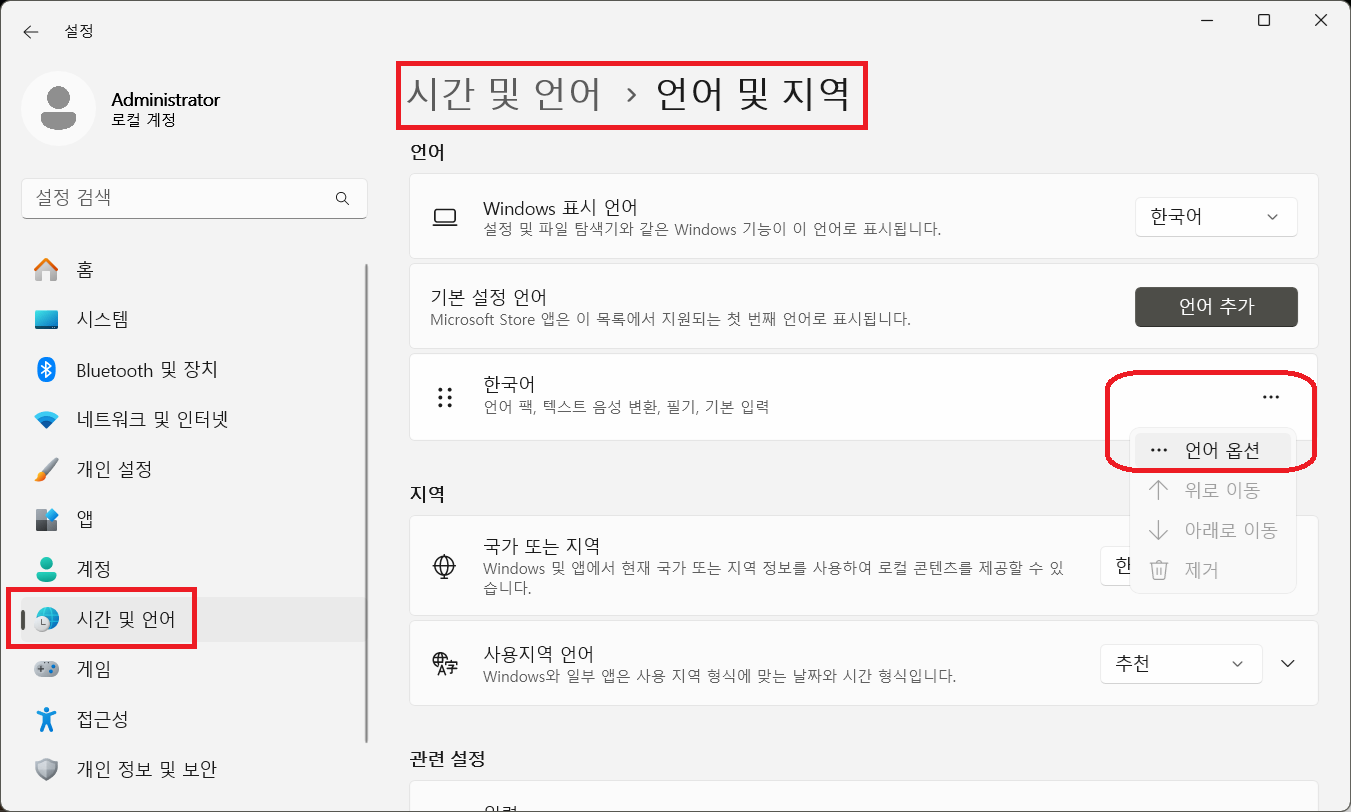 설정
Administrator
로컬 계정
설정 검색
홈
시스템
Bluetooth 및 장치
네트워크 및 인터넷
개인 설정
앱
계정
시간 및 언어
게임
접근성
개인 정보 및 보안
시간 및 언어 › 언어 및 지역
언어
Windows 표시 언어
설정 및 파일 탐색기와 같은 Windows 기능이 이 언어로 표시됩니다.
한국어
기본 설정 언어
Microsoft Store 앱은 이 목록에서 지원되는 첫 번째 언어로 표시됩니다.
언어 추가
한국어
언어 팩, 텍스트 음성 변환, 필기, 기본 입력
언어 옵션
위로 이동
아래로 이동
제거
지역
국가 또는 지역
Windows 및 앱에서 현재 국가 또는 지역 정보를 사용하여 로컬 콘텐츠를 제공할 수 있
습니다.
한
사용지역 언어
Windows와 일부 앱은 사용 지역 형식에 맞는 날짜와 시간 형식입니다.
추천
관련 설정